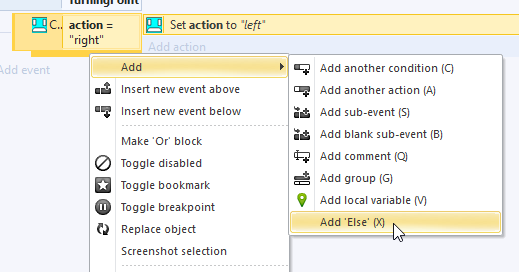 TurningPoint
C.. action = Set action to "left"
"right"
Add action
Add event
Add
Insert new event above
Insert new event below
Make 'Or' block
Toggle disabled
Toggle bookmark
Toggle breakpoint
Replace object
Screenshot selection
Add another condition (C)
Add another action (A)
Add sub-event (S)
Add blank sub-event (B)
Add comment (Q)
Add group (G)
Add local variable (V)
Add 'Else' (X)